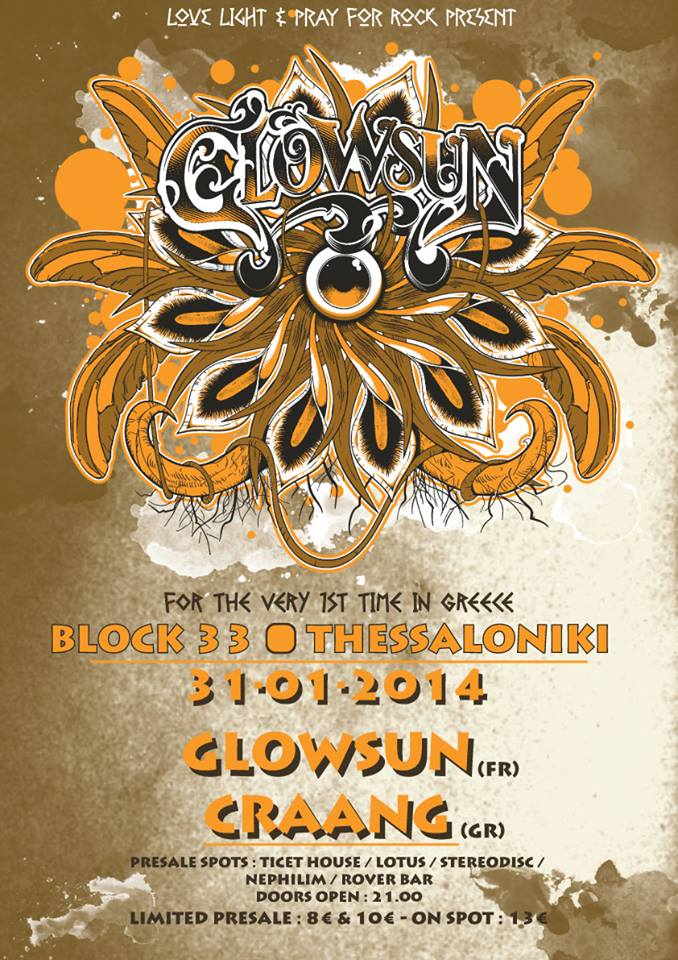 LOVE LIGHT & PRAY FOR ROCK PRESENT
GLOWSUN
FOR THE VERY 1ST TIME IN GREECE
BLOCK 33 THESSALONIKI
31-01-2014
GLOWSUN (FR)
CRAANG (GR)
PRESALE SPOTS : TICET HOUSE / LOTUS / STEREODISC /
NEPHILIM / ROVER BAR
DOORS OPEN : 21.00
LIMITED PRESALE : 8€ & 10€ - ON SPOT : 13€